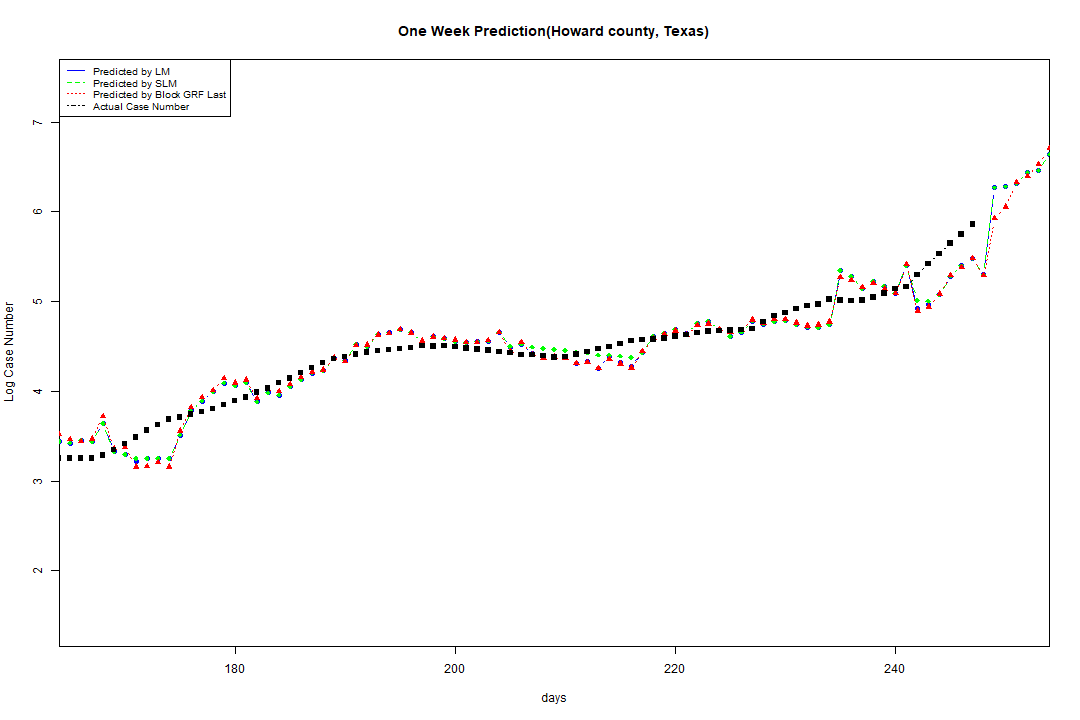 One Week Prediction(Howard county, Texas)
Predicted by LM
Predicted by SLM
Predicted by Block GRF Last
Actual Case Number
7
6
5
4
3
2
Log Case Number
180
200
220
240
days